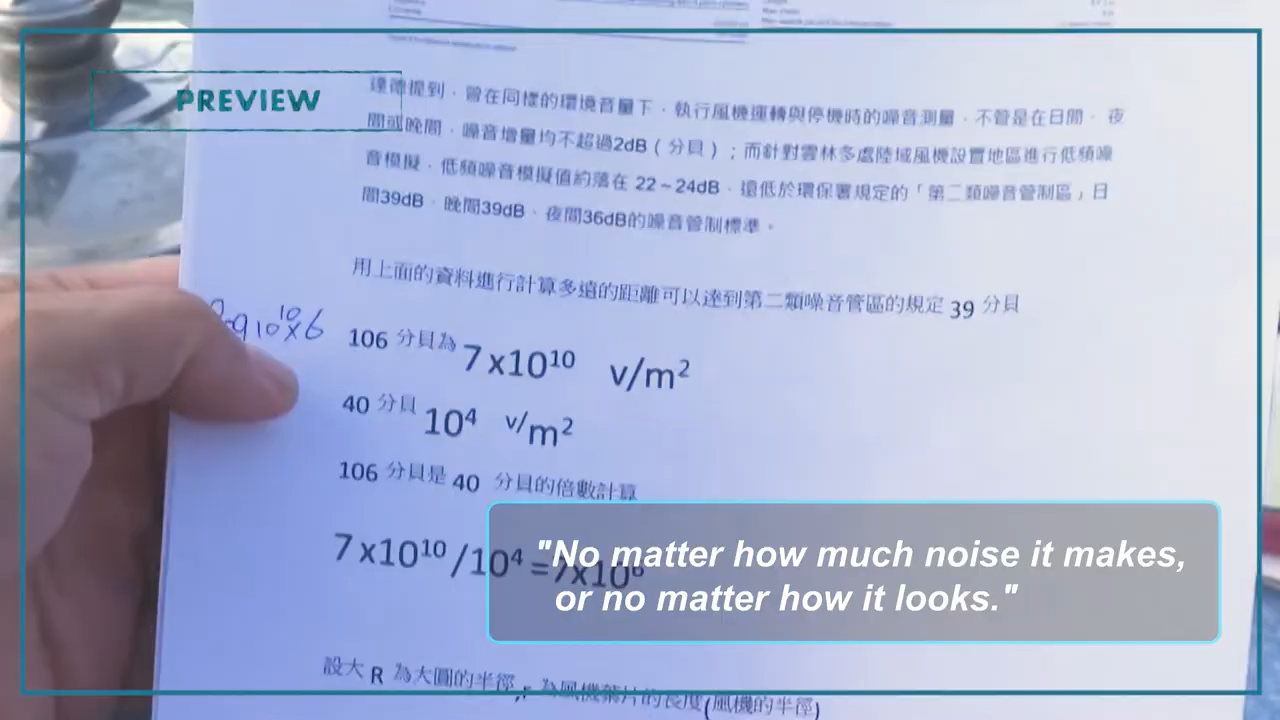 PREVIEW
達德提到，曾在同樣的環境音量下，執行風機運轉與停機時的噪音測量，不管是在日間、夜
間或晚間，噪音增量均不超過2dB（分貝）；而針對雲林多處陸域風機設置地區進行低頻噪
音模擬，低頻噪音模擬值約落在 22～24dB，遠低於環保署規定的「第二類噪音管制區」日
間39dB、晚間39dB、夜間36dB的噪音管制標準。
用上面的資料進行計算多遠的距離可以達到第二類噪音管區的規定 39 分貝
106 分貝為 7x10¹⁰ v/m²
40 分貝 10⁴ v/m²
106 分貝是 40 分貝的倍數計算
7x10¹⁰/10⁴=7x10⁶
"No matter how much noise it makes,
or no matter how it looks."
設大 R 為大圓的半徑,r 為風機葉片的長度(風機的半徑)